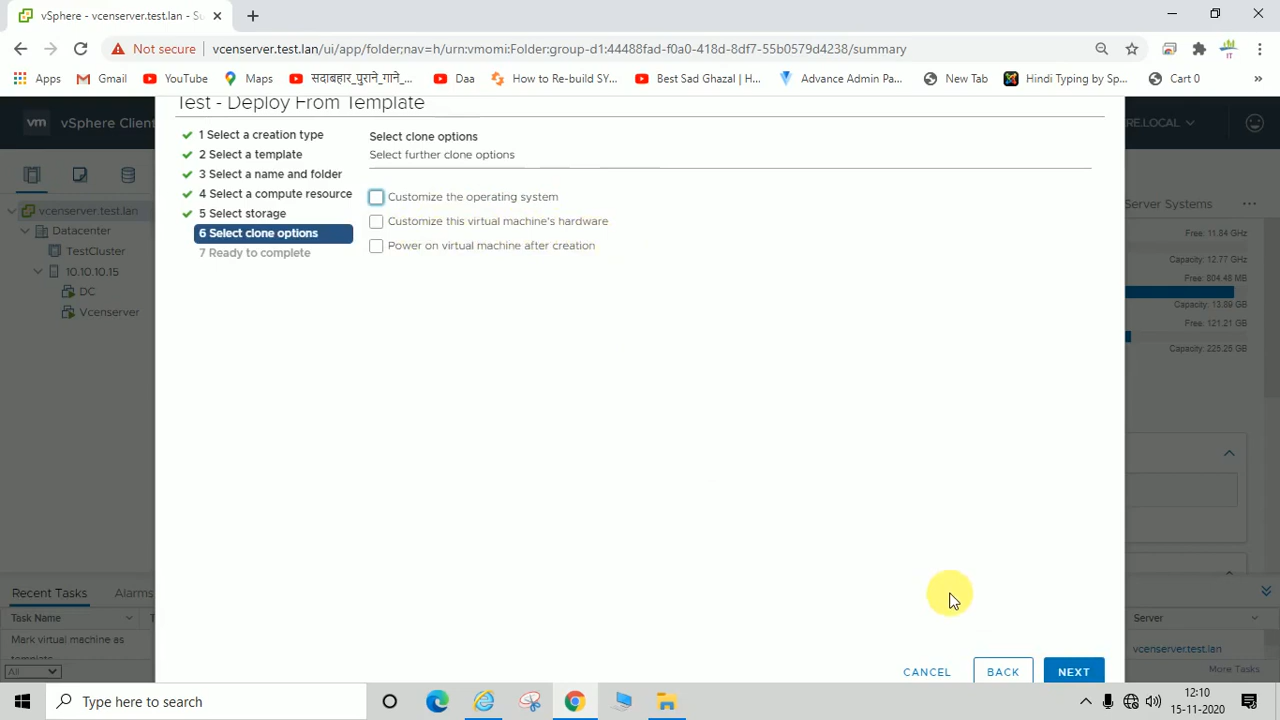 vSphere - vcenserver.test.lan - Su
Not secure
vcenserver.test.lan/ui/app/folder;nav=h/urn:vmomi:Folder:group-d1:44488fad-f0a0-418d-8df7-55b0579d4238/summary
Apps
Gmail
YouTube
Maps
सदाबहार_पुराने_गाने_...
Daa
How to Re-build SY...
Best Sad Ghazal | H...
Advance Admin Pa...
New Tab
Hindi Typing by Sp...
Cart 0
»
vm
vSphere Client
RE.LOCAL
Test - Deploy From Template
1 Select a creation type
2 Select a template
3 Select a name and folder
4 Select a compute resource
5 Select storage
6 Select clone options
7 Ready to complete
Select clone options
Select further clone options
Customize the operating system
Customize this virtual machine's hardware
Power on virtual machine after creation
vcenserver.test.lan
Datacenter
TestCluster
10.10.10.15
DC
Vcenserver
Server Systems
Free: 11.84 GHz
Capacity: 12.77 GHz
Free: 804.48 MB
Capacity: 13.89 GB
Free: 121.21 GB
Capacity: 225.25 GB
Recent Tasks
Alarms
Task Name
Server
Mark virtual machine as
template
vcenserver.test.lan
All
More Tasks
CANCEL
BACK
NEXT
Type here to search
12:10
15-11-2020
IT